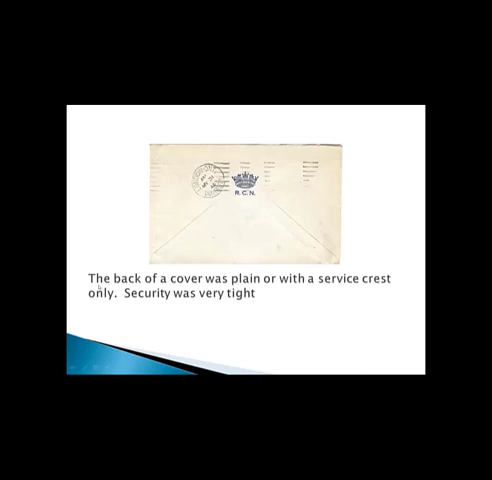 R.C.N.
The back of a cover was plain or with a service crest
only.  Security was very tight